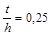 t/h = 0,25